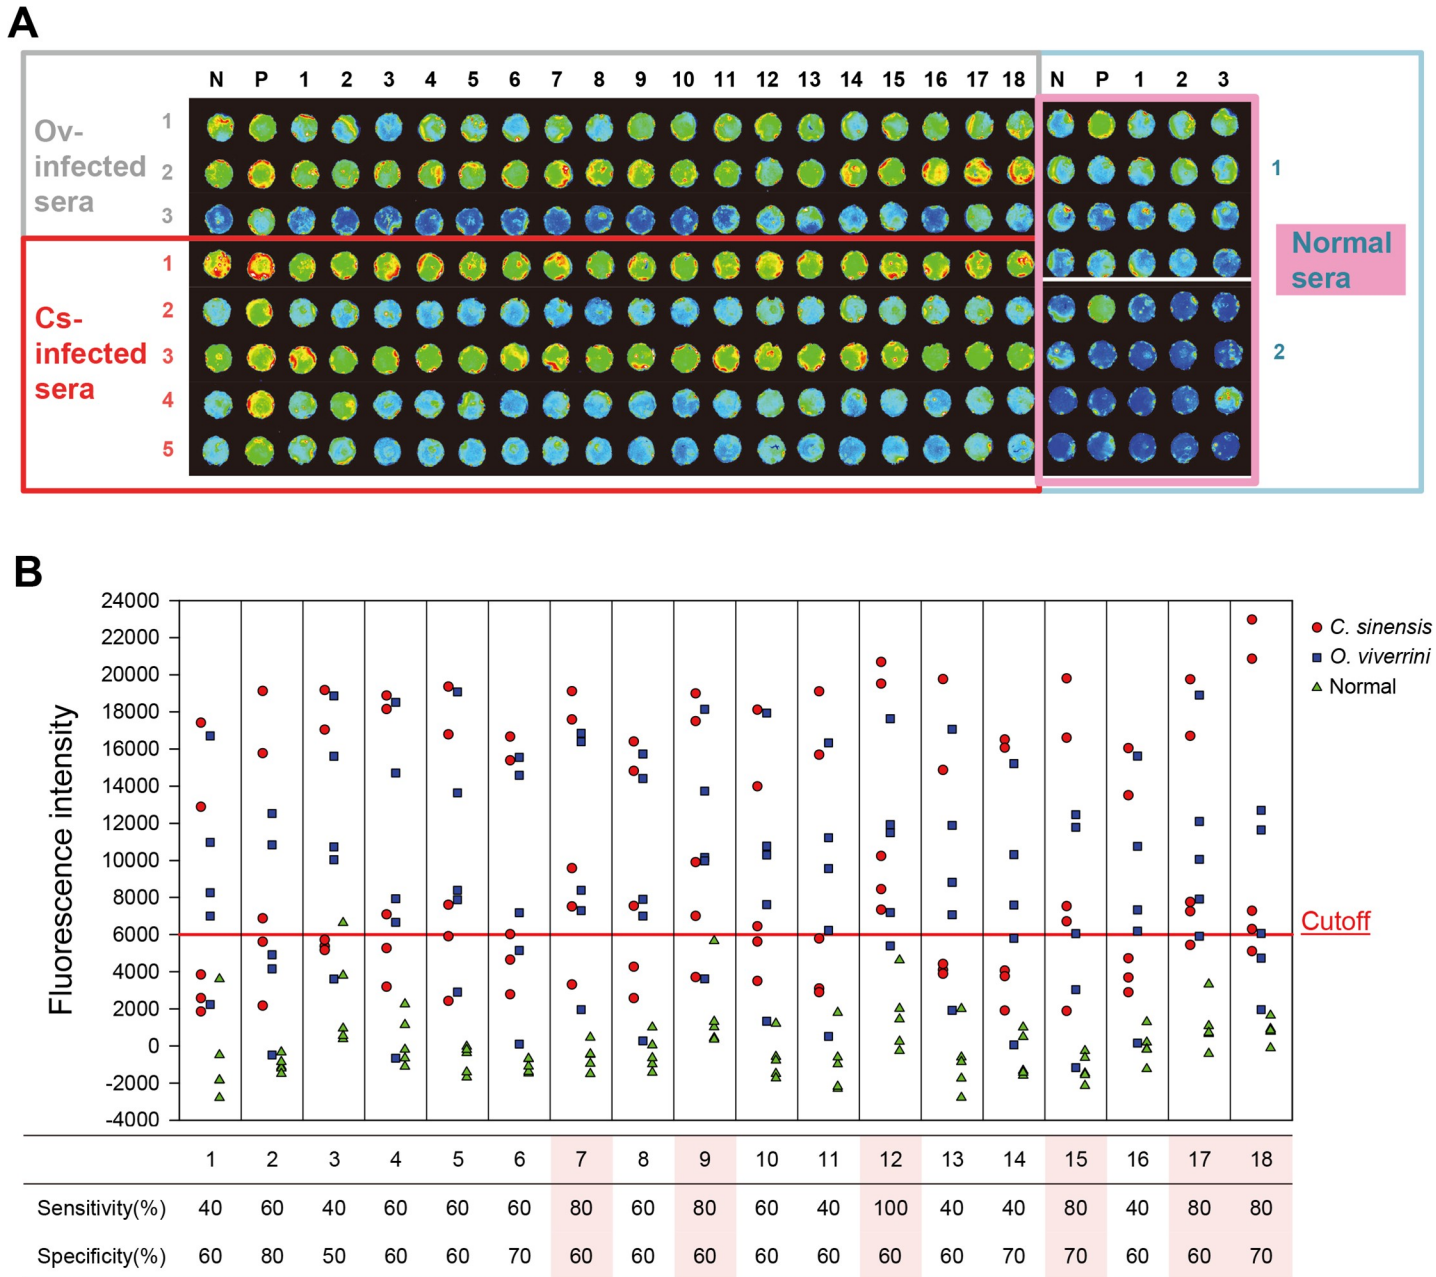 A
N P 1 2 3 4 5 6 7 8 9 10 11 12 13 14 15 16 17 18 N P 1 2 3
Ov-
infected
sera
1
2
3
Cs-
infected
sera
1
2
3
4
5
1
Normal
sera
2
B
Fluorescence intensity
24000
22000
20000
18000
16000
14000
12000
10000
8000
6000
4000
2000
0
-2000
-4000
C. sinensis
O. viverrini
Normal
Cutoff
1 2 3 4 5 6 7 8 9 10 11 12 13 14 15 16 17 18
Sensitivity(%) 40 60 40 60 60 60 80 60 80 60 40 100 40 40 80 40 80 80
Specificity(%) 60 80 50 60 60 70 60 60 60 60 60 60 60 70 70 60 60 70